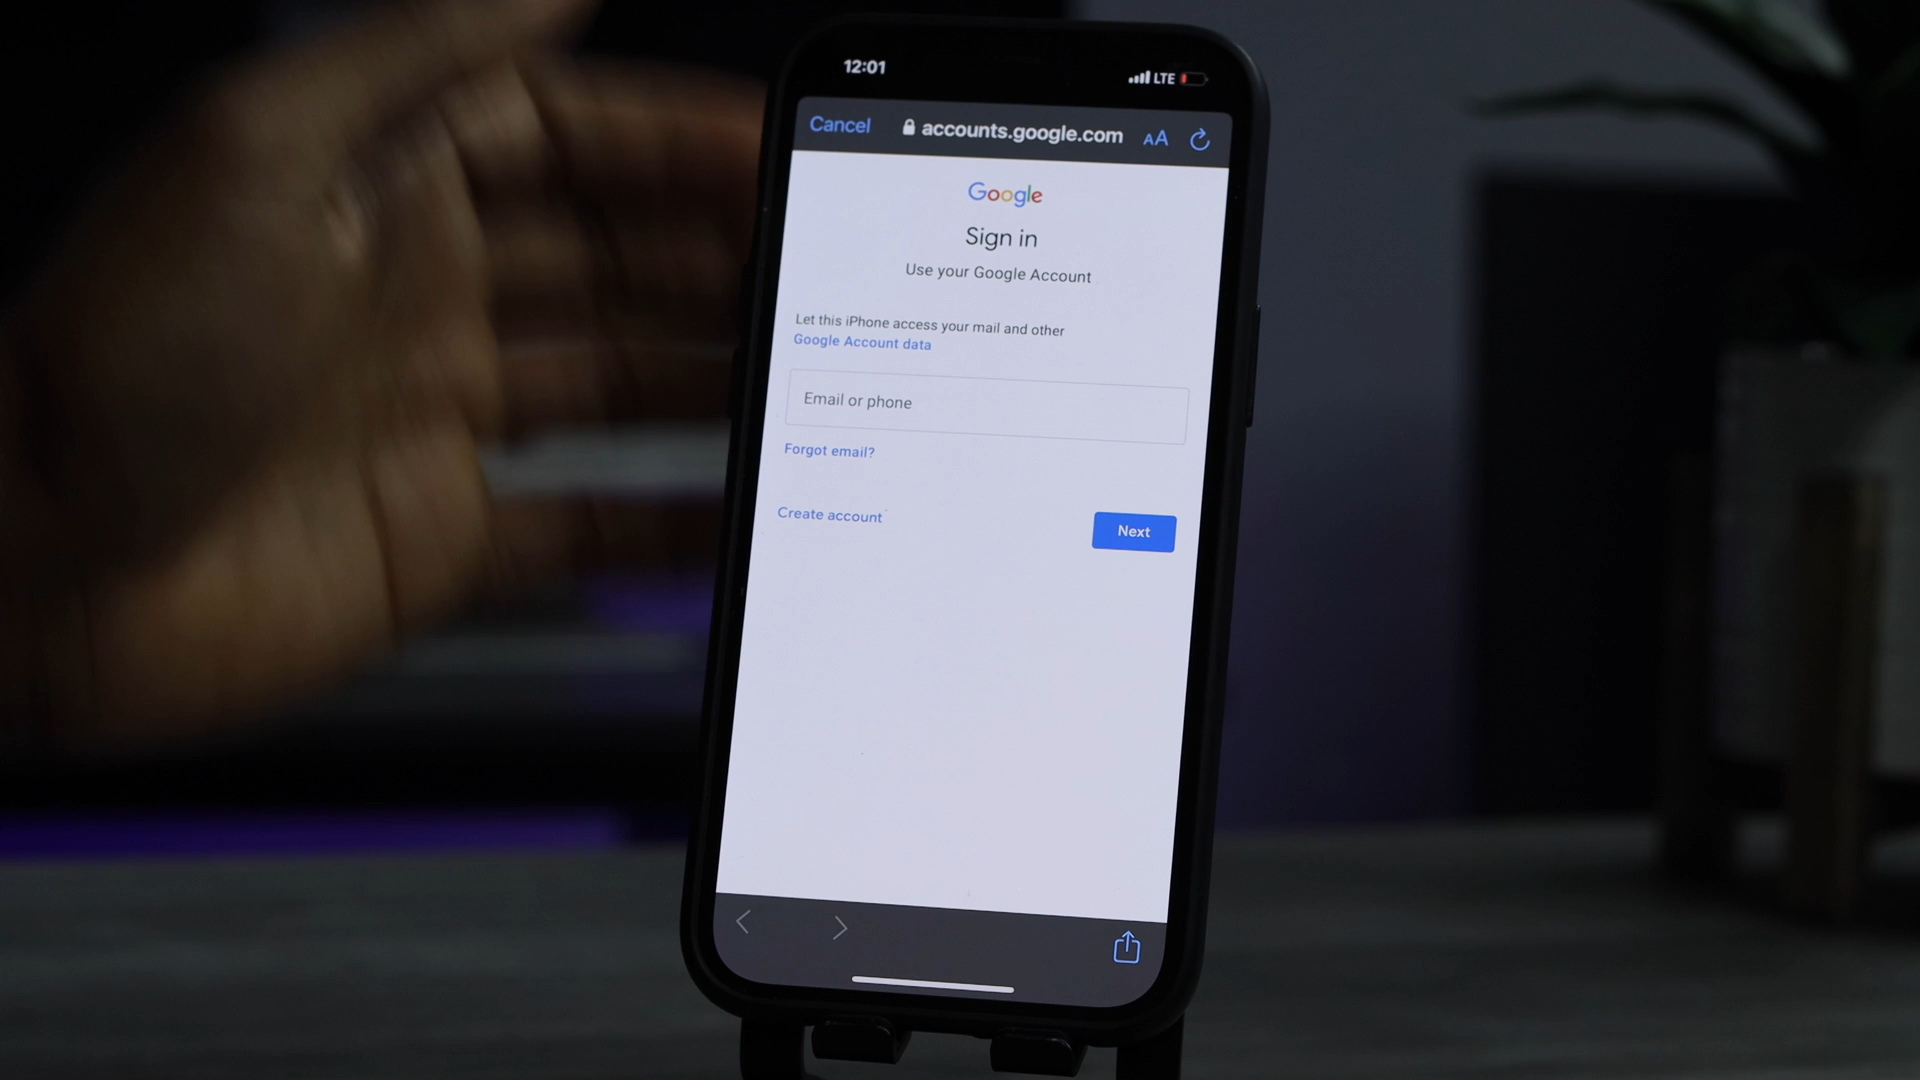 12:01 LTE
Cancel accounts.google.com AA
Google
Sign in
Use your Google Account
Let this iPhone access your mail and other
Google Account data
Email or phone
Forgot email?
Create account Next